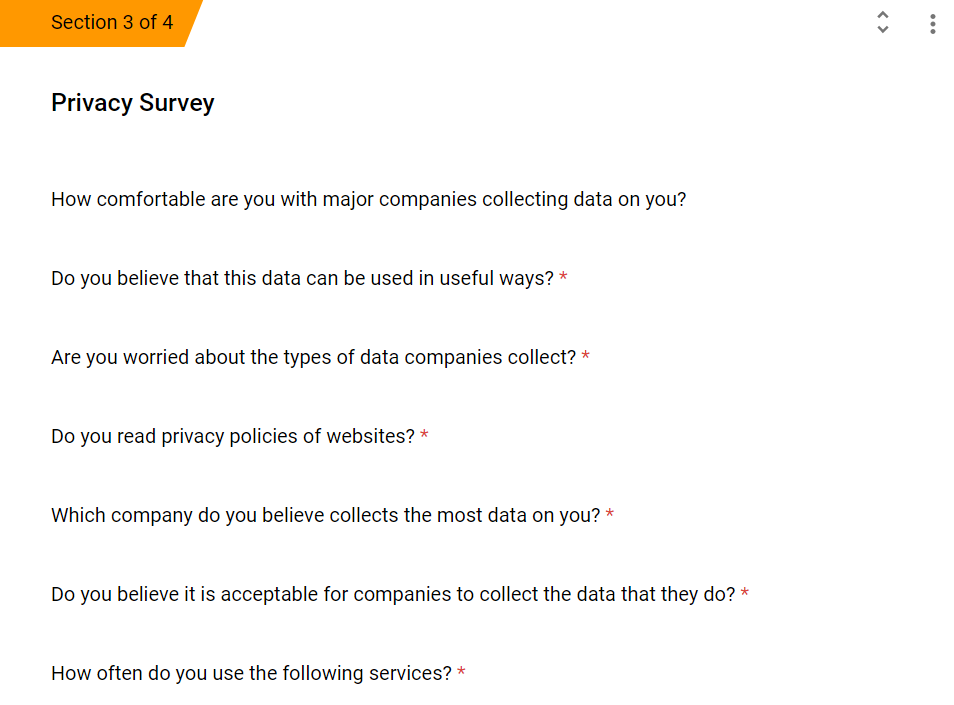 Section 3 of 4
Privacy Survey
How comfortable are you with major companies collecting data on you?
Do you believe that this data can be used in useful ways? *
Are you worried about the types of data companies collect? *
Do you read privacy policies of websites? *
Which company do you believe collects the most data on you? *
Do you believe it is acceptable for companies to collect the data that they do? *
How often do you use the following services? *